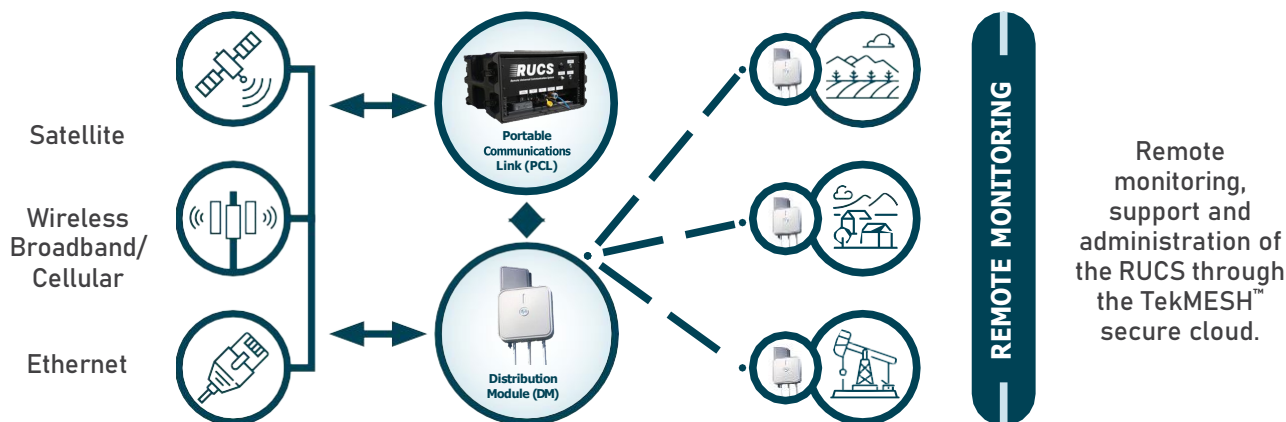 Satellite
Wireless
Broadband/
Cellular
Ethernet
RUCS
Portable
Communications
Link (PCL)
Distribution
Module (DM)
REMOTE MONITORING
Remote
monitoring,
support and
administration of
the RUCS through
the TekMESH™
secure cloud.